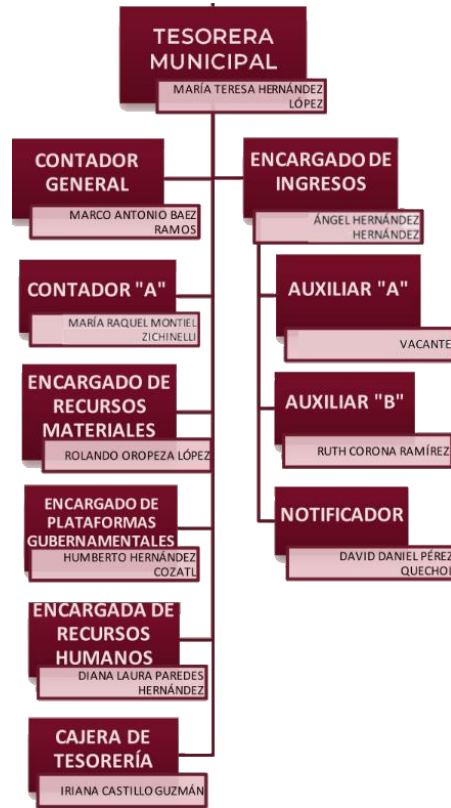 TESORERA
MUNICIPAL
MARÍA TERESA HERNÁNDEZ
LÓPEZ
CONTADOR
GENERAL
MARCO ANTONIO BAEZ
RAMOS
ENCARGADO DE
INGRESOS
ÁNGEL HERNÁNDEZ
HERNÁNDEZ
CONTADOR "A"
MARÍA RAQUEL MONTIEL
ZICHINELLI
AUXILIAR "A"
VACANTE
ENCARGADO DE
RECURSOS
MATERIALES
ROLANDO OROPEZA LÓPEZ
AUXILIAR "B"
RUTH CORONA RAMÍREZ
ENCARGADO DE
PLATAFORMAS
GUBERNAMENTALES
HUMBERTO HERNÁNDEZ
COZATL
NOTIFICADOR
DAVID DANIEL PÉREZ
QUECHOL
ENCARGADA DE
RECURSOS
HUMANOS
DIANA LAURA PAREDES
HERNÁNDEZ
CAJERA DE
TESORERÍA
IRIANA CASTILLO GUZMÁN